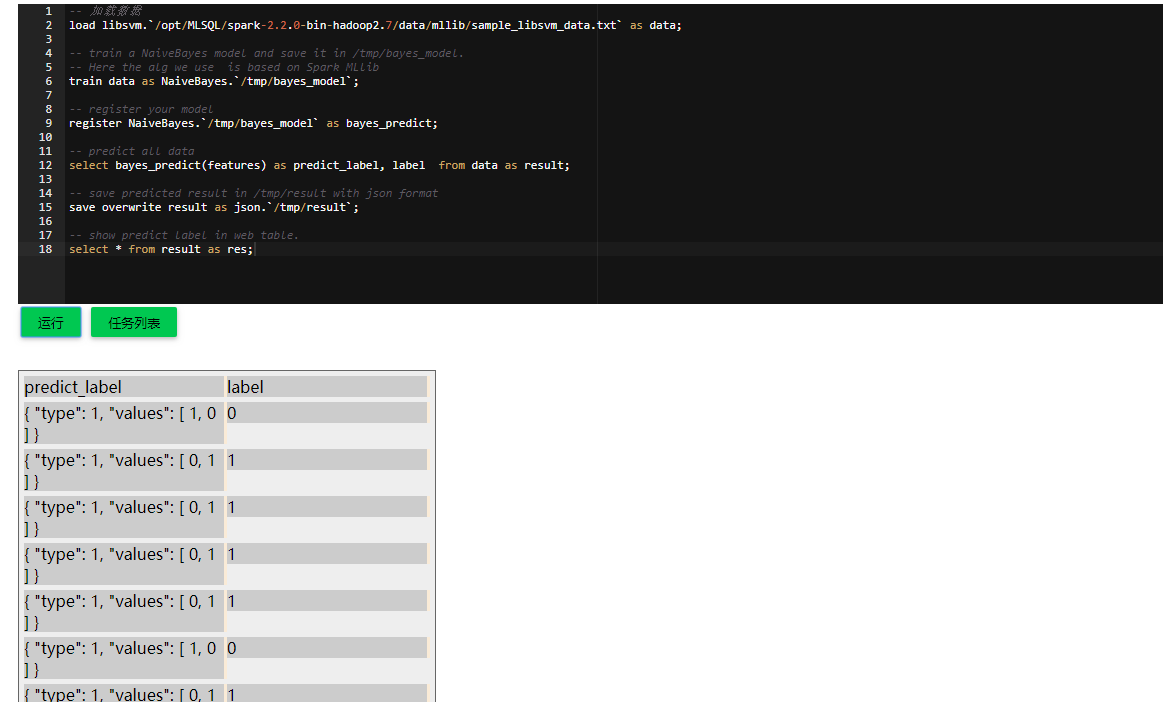 1 -- 加载数据
2 load libsvm.`/opt/MLSQL/spark-2.2.0-bin-hadoop2.7/data/mllib/sample_libsvm_data.txt` as data;
3
4 -- train a NaiveBayes model and save it in /tmp/bayes_model.
5 -- Here the alg we use  is based on Spark MLlib
6 train data as NaiveBayes.`/tmp/bayes_model`;
7
8 -- register your model
9 register NaiveBayes.`/tmp/bayes_model` as bayes_predict;
10
11 -- predict all data
12 select bayes_predict(features) as predict_label, label  from data as result;
13
14 -- save predicted result in /tmp/result with json format
15 save overwrite result as json.`/tmp/result`;
16
17 -- show predict label in web table.
18 select * from result as res;
运行 任务列表
predict_label label
{ "type": 1, "values": [ 1, 0 0
] }
{ "type": 1, "values": [ 0, 1 1
] }
{ "type": 1, "values": [ 0, 1 1
] }
{ "type": 1, "values": [ 0, 1 1
] }
{ "type": 1, "values": [ 0, 1 1
] }
{ "type": 1, "values": [ 1, 0 0
] }
{ "type": 1, "values": [ 0, 1 1